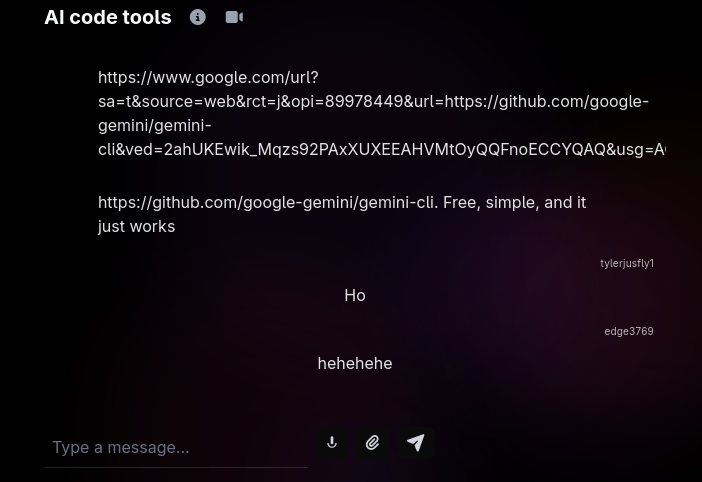 AI code tools
https://www.google.com/url?
sa=t&source=web&rct=j&opi=89978449&url=https://github.com/google-
gemini/gemini-
cli&ved=2ahUKEwik_Mqzs92PAxXUXEEAHVMtOyQQFnoECCYQAQ&usg=A
https://github.com/google-gemini/gemini-cli. Free, simple, and it
just works
tylerjusfly1
Ho
edge3769
hehehehe
Type a message...